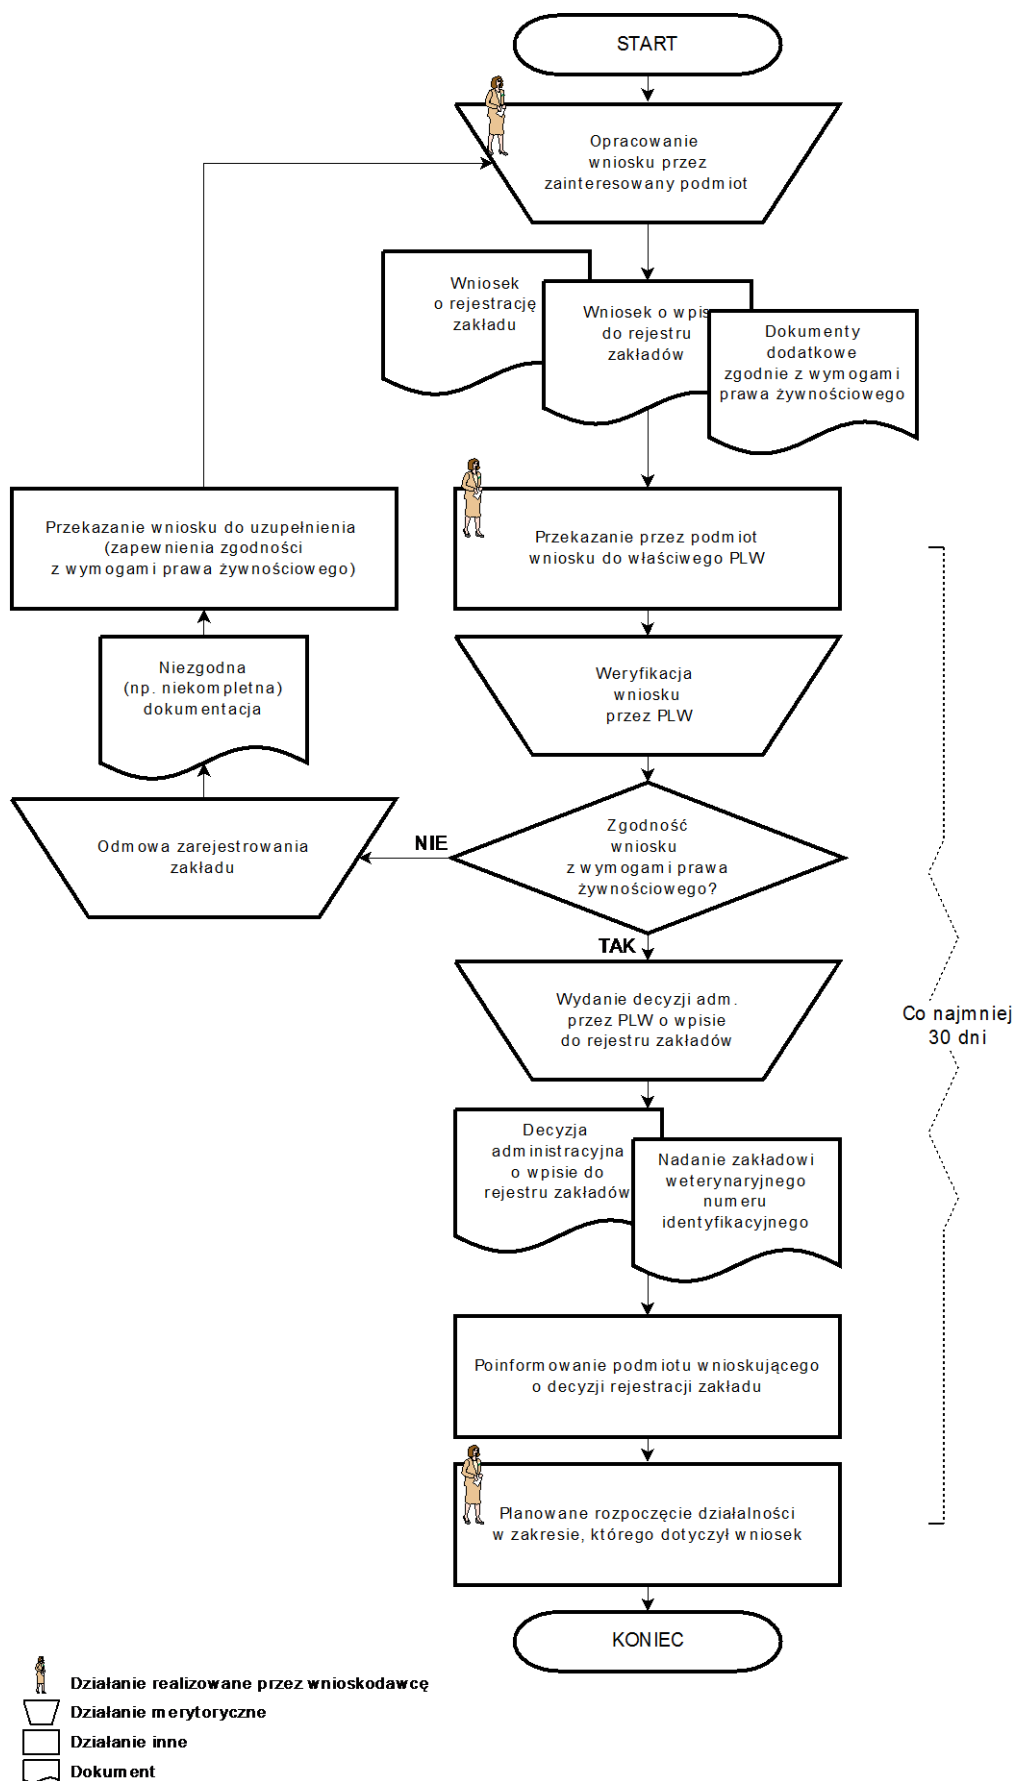 START
Opracowanie
wniosku przez
zainteresowany podmiot
Wniosek
o rejestrację
zakładu
Wniosek o wpis
do rejestru
zakładów
Dokumenty
dodatkowe
zgodnie z wymogami
prawa żywnościowego
Przekazanie wniosku do uzupełnienia
(zapewnienia zgodności
z wymogami prawa żywnościowego)
Przekazanie przez podmiot
wniosku do właściwego PLW
Niezgodna
(np. niekompletna)
dokumentacja
Weryfikacja
wniosku
przez PLW
Odmowa zarejestrowania
zakładu
NIE
Zgodność
wniosku
z wymogami prawa
żywnościowego?
TAK
Wydanie decyzji adm.
przez PLW o wpisie
do rejestru zakładów
Co najmniej
30 dni
Decyzja
administracyjna
o wpisie do
rejestru zakładów
Nadanie zakładowi
weterynaryjnego
numeru
identyfikacyjnego
Poinformowanie podmiotu wnioskującego
o decyzji rejestracji zakładu
Planowane rozpoczęcie działalności
w zakresie, którego dotyczył wniosek
KONIEC
Działanie realizowane przez wnioskodawcę
Działanie merytoryczne
Działanie inne
Dokument